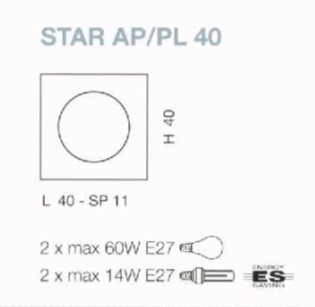 STAR AP/PL 40
H 40
L 40 - SP 11
2 x max 60W E27
2 x max 14W E27
ENERGY
ES
SAVING